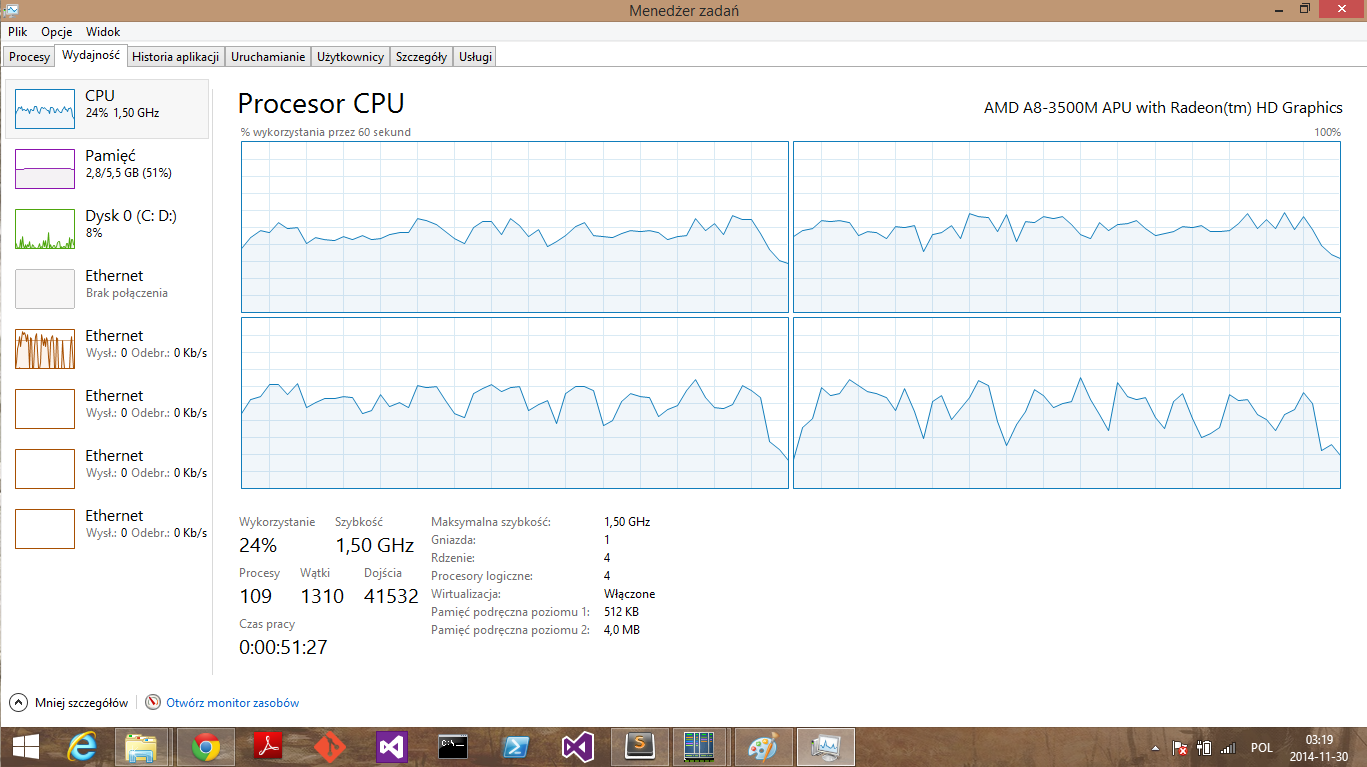 Menedżer zadań
Plik Opcje Widok
Procesy Wydajność Historia aplikacji Uruchamianie Użytkownicy Szczegóły Usługi
CPU
24% 1,50 GHz
Pamięć
2,8/5,5 GB (51%)
Dysk 0 (C: D:)
8%
Ethernet
Brak połączenia
Ethernet
Wysł.: 0 Odebr.: 0 Kb/s
Ethernet
Wysł.: 0 Odebr.: 0 Kb/s
Ethernet
Wysł.: 0 Odebr.: 0 Kb/s
Ethernet
Wysł.: 0 Odebr.: 0 Kb/s
Procesor CPU
AMD A8-3500M APU with Radeon(tm) HD Graphics
% wykorzystania przez 60 sekund
100%
Wykorzystanie Szybkość
24% 1,50 GHz
Procesy Wątki Dojścia
109 1310 41532
Czas pracy
0:00:51:27
Maksymalna szybkość: 1,50 GHz
Gniazda: 1
Rdzenie: 4
Procesory logiczne: 4
Wirtualizacja: Włączone
Pamięć podręczna poziomu 1: 512 KB
Pamięć podręczna poziomu 2: 4,0 MB
Mniej szczegółów
Otwórz monitor zasobów
C:\
S
POL
03:19
2014-11-30